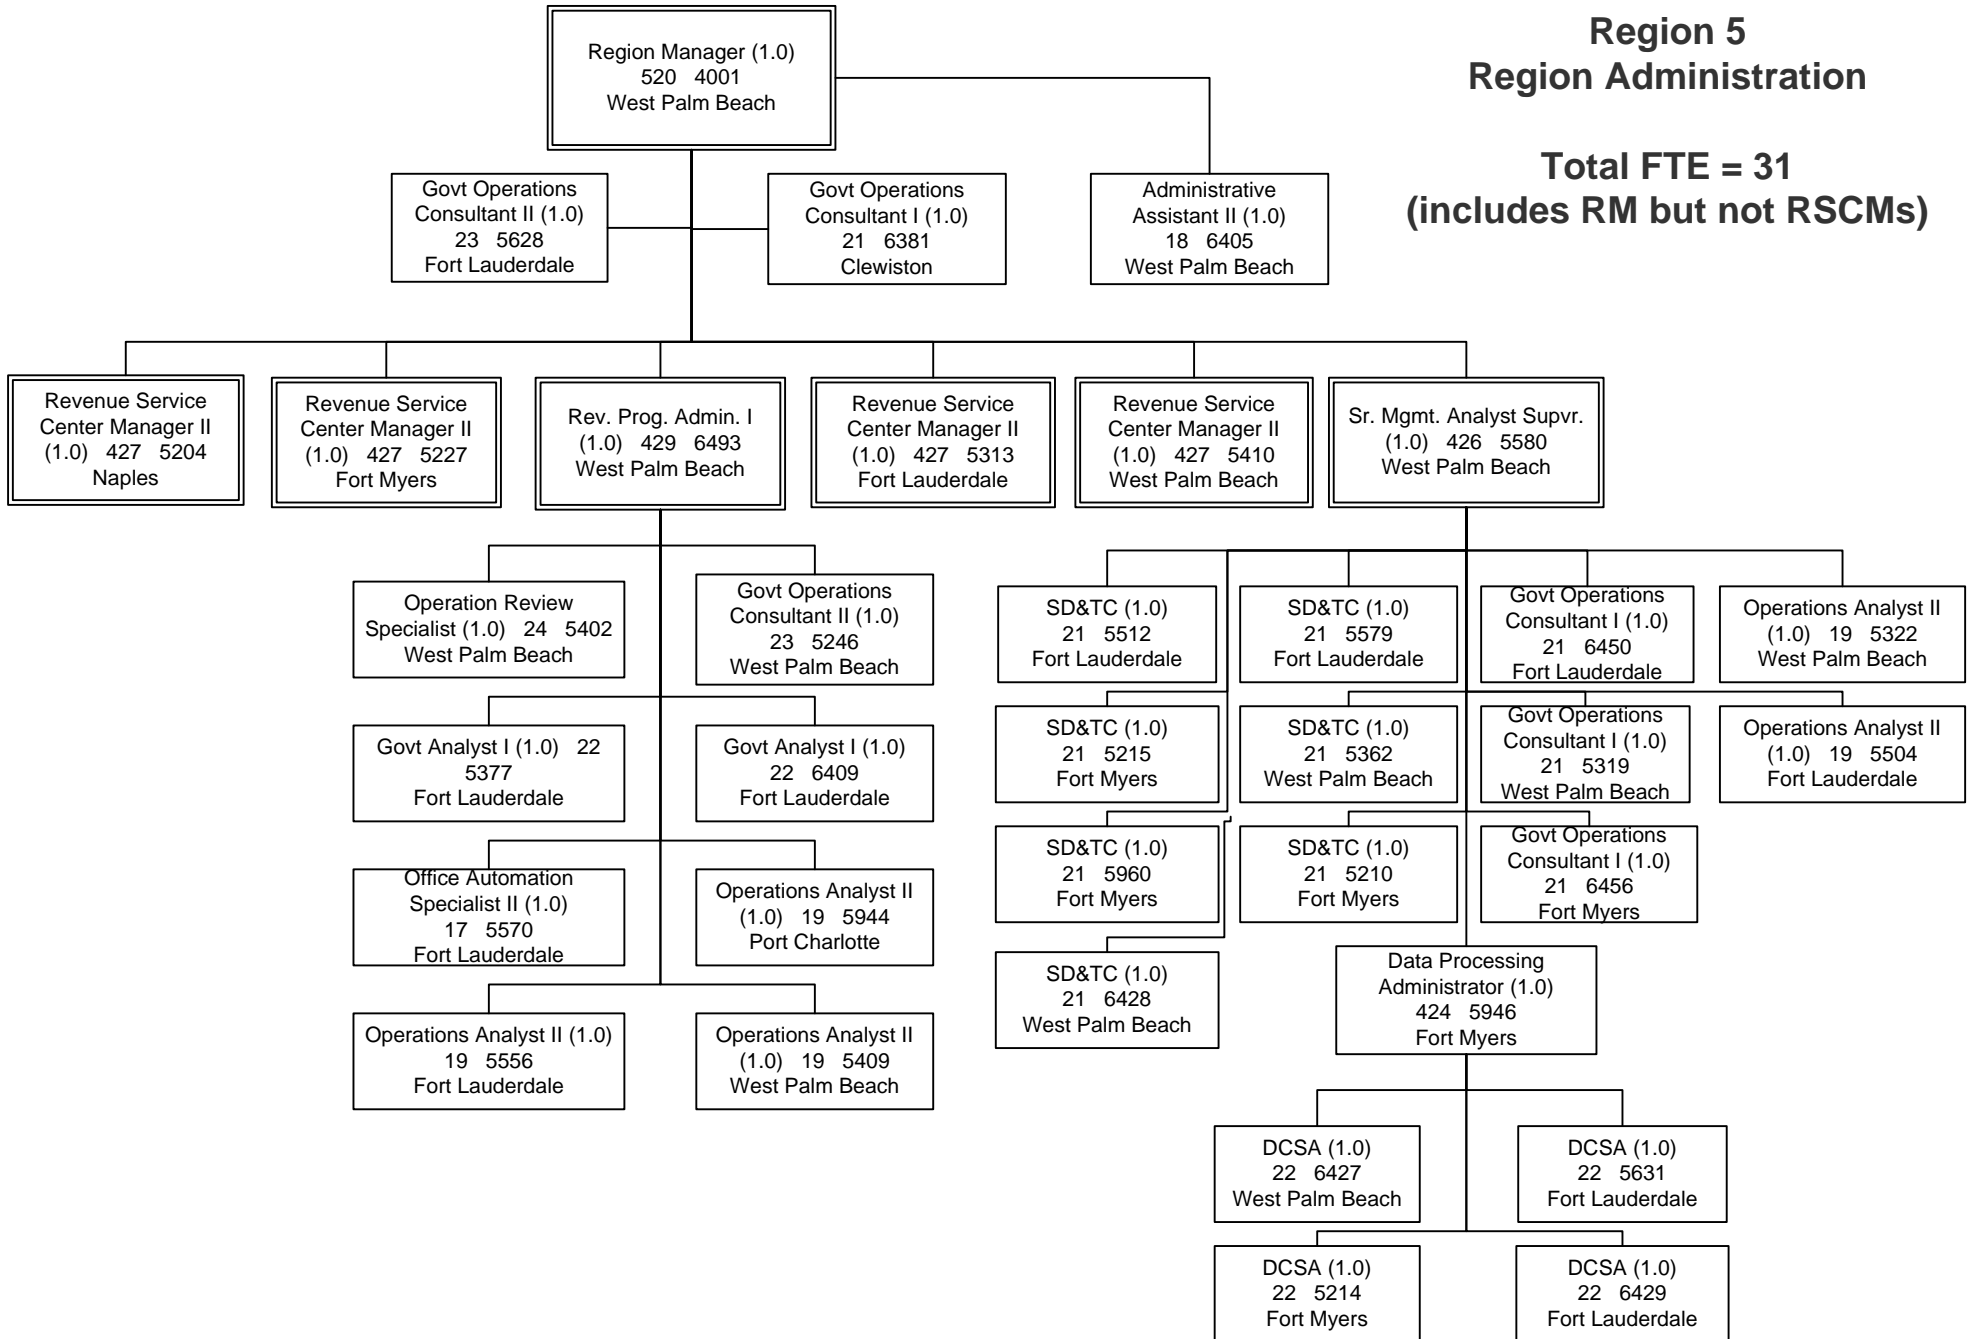 Region 5
Region Administration
Total FTE = 31
(includes RM but not RSCMs)
Region Manager (1.0)
520 4001
West Palm Beach
Govt Operations
Consultant II (1.0)
23 5628
Fort Lauderdale
Govt Operations
Consultant I (1.0)
21 6381
Clewiston
Administrative
Assistant II (1.0)
18 6405
West Palm Beach
Revenue Service
Center Manager II
(1.0) 427 5204
Naples
Revenue Service
Center Manager II
(1.0) 427 5227
Fort Myers
Rev. Prog. Admin. I
(1.0) 429 6493
West Palm Beach
Revenue Service
Center Manager II
(1.0) 427 5313
Fort Lauderdale
Revenue Service
Center Manager II
(1.0) 427 5410
West Palm Beach
Sr. Mgmt. Analyst Supvr.
(1.0) 426 5580
West Palm Beach
Operation Review
Specialist (1.0) 24 5402
West Palm Beach
Govt Operations
Consultant II (1.0)
23 5246
West Palm Beach
Govt Analyst I (1.0) 22
5377
Fort Lauderdale
Govt Analyst I (1.0)
22 6409
Fort Lauderdale
Office Automation
Specialist II (1.0)
17 5570
Fort Lauderdale
Operations Analyst II
(1.0) 19 5944
Port Charlotte
Operations Analyst II (1.0)
19 5556
Fort Lauderdale
Operations Analyst II
(1.0) 19 5409
West Palm Beach
SD&TC (1.0)
21 5512
Fort Lauderdale
SD&TC (1.0)
21 5579
Fort Lauderdale
Govt Operations
Consultant I (1.0)
21 6450
Fort Lauderdale
Operations Analyst II
(1.0) 19 5322
West Palm Beach
SD&TC (1.0)
21 5215
Fort Myers
SD&TC (1.0)
21 5362
West Palm Beach
Govt Operations
Consultant I (1.0)
21 5319
West Palm Beach
Operations Analyst II
(1.0) 19 5504
Fort Lauderdale
SD&TC (1.0)
21 5960
Fort Myers
SD&TC (1.0)
21 5210
Fort Myers
Govt Operations
Consultant I (1.0)
21 6456
Fort Myers
SD&TC (1.0)
21 6428
West Palm Beach
Data Processing
Administrator (1.0)
424 5946
Fort Myers
DCSA (1.0)
22 6427
West Palm Beach
DCSA (1.0)
22 5631
Fort Lauderdale
DCSA (1.0)
22 5214
Fort Myers
DCSA (1.0)
22 6429
Fort Lauderdale